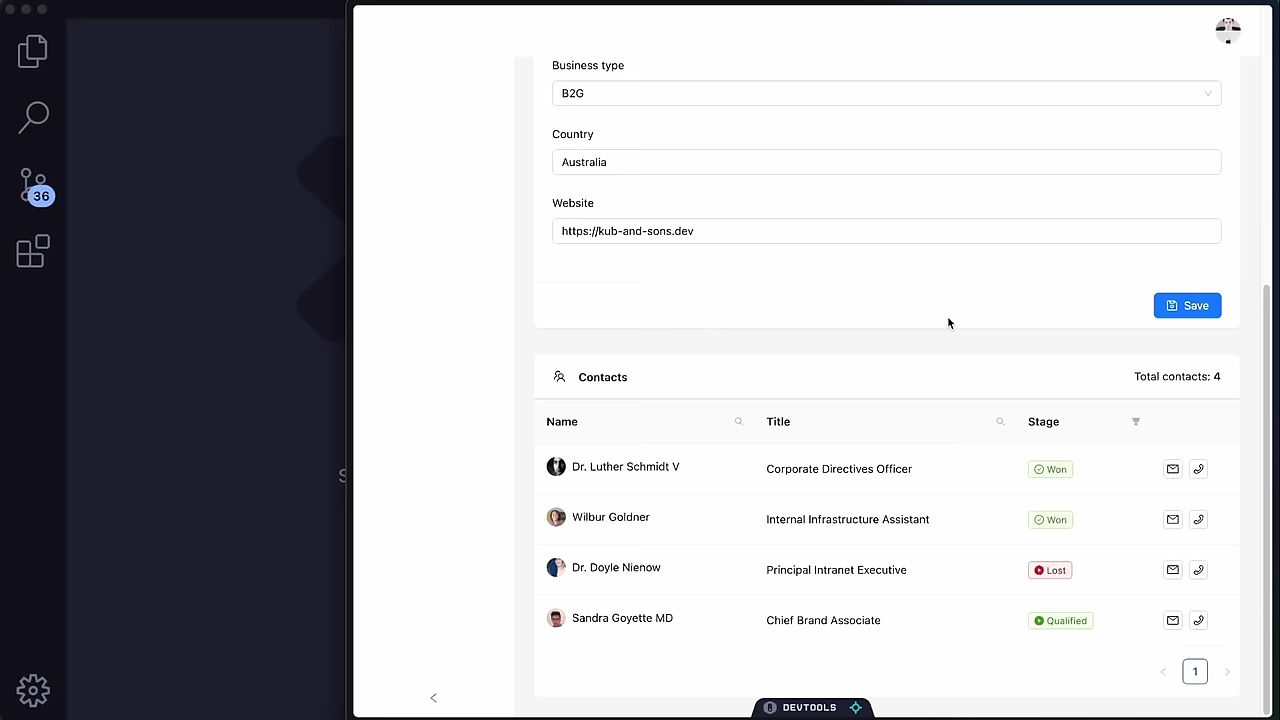 Business type
B2G
Country
Australia
Website
https://kub-and-sons.dev
Save
36
Contacts
Total contacts: 4
Name Title Stage
Dr. Luther Schmidt V Corporate Directives Officer Won
Wilbur Goldner Internal Infrastructure Assistant Won
Dr. Doyle Nienow Principal Intranet Executive Lost
Sandra Goyette MD Chief Brand Associate Qualified
1
DEVTOOLS